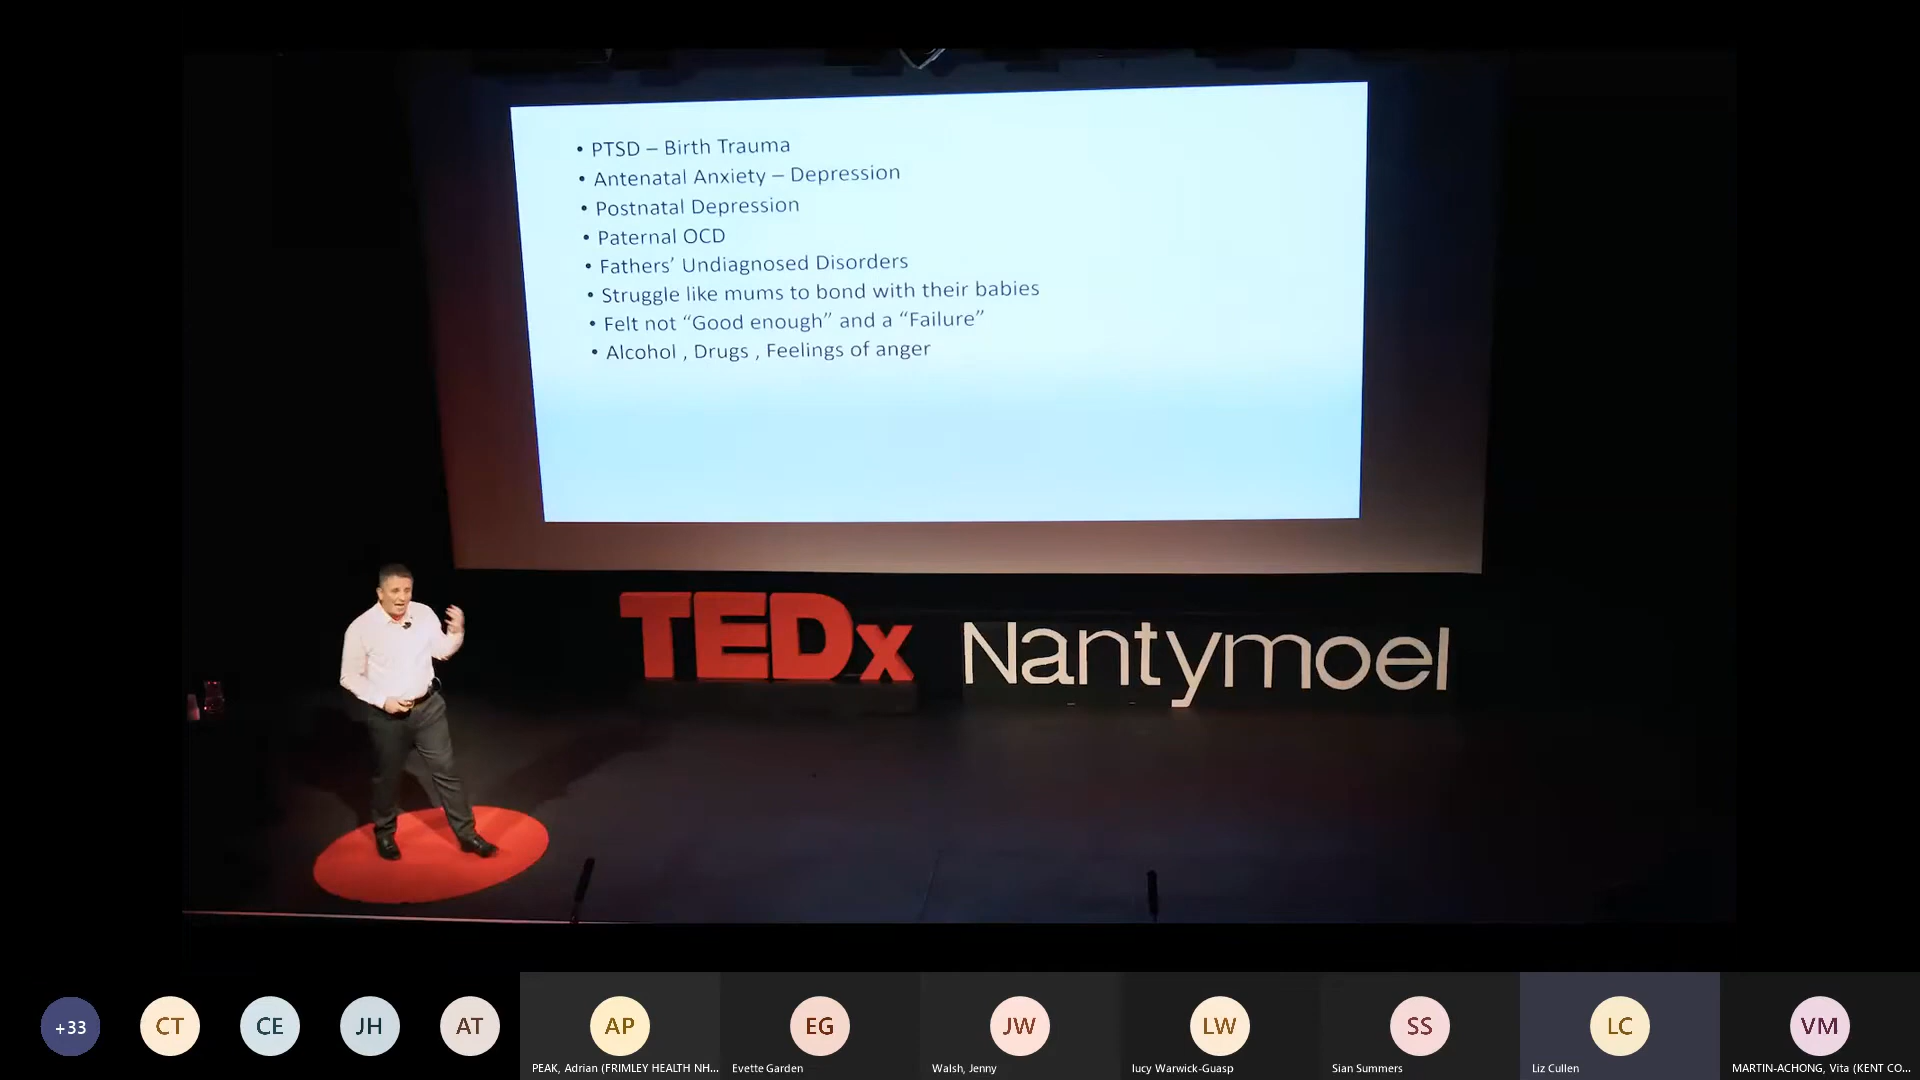 • PTSD – Birth Trauma
• Antenatal Anxiety – Depression
• Postnatal Depression
• Paternal OCD
• Fathers’ Undiagnosed Disorders
• Struggle like mums to bond with their babies
• Felt not “Good enough” and a “Failure”
• Alcohol , Drugs , Feelings of anger
TEDx Nantymoel
+33 CT CE JH AT AP EG JW LW SS LC VM
PEAK, Adrian (FRIMLEY HEALTH NH... Evette Garden Walsh, Jenny lucy Warwick-Guasp Sian Summers Liz Cullen MARTIN-ACHONG, Vita (KENT CO...